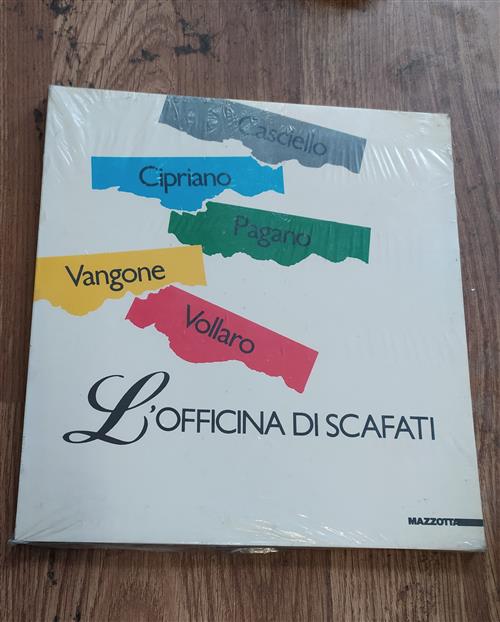 Casciello
Cipriano
Pagano
Vangone
Vollaro
L'OFFICINA DI SCAFATI
MAZZOTTA